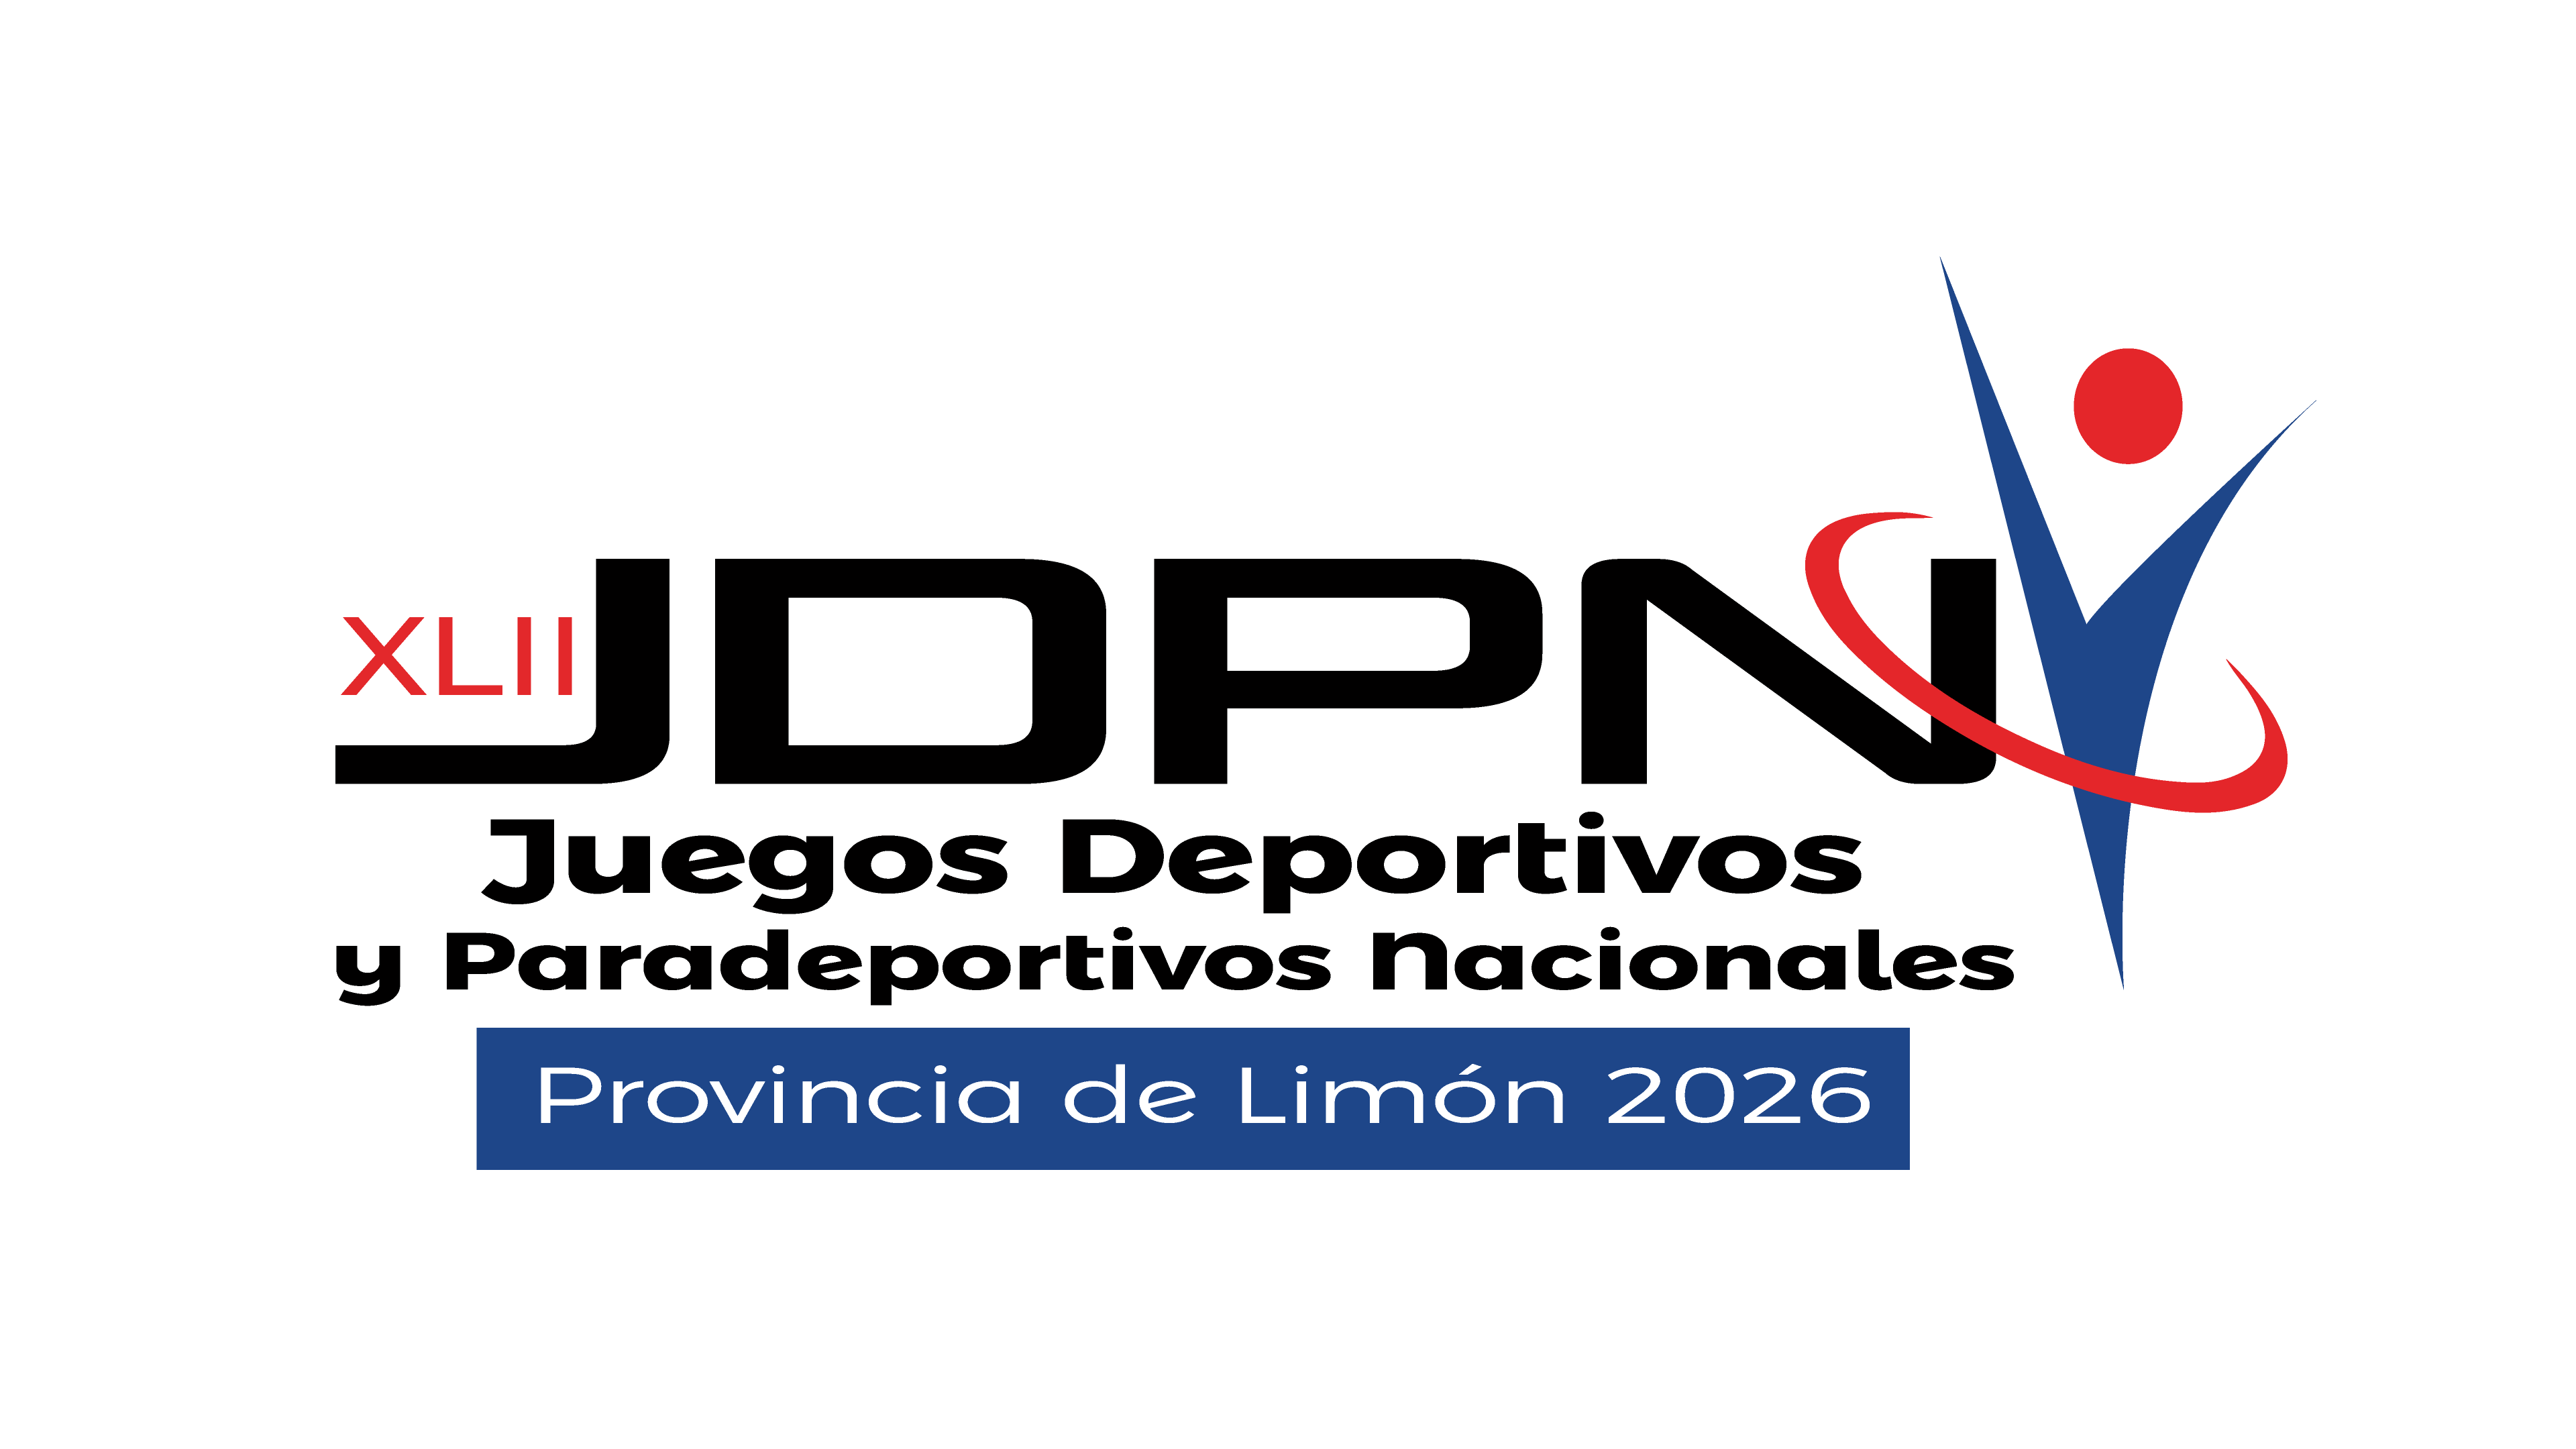 XLII JDPN
Juegos Deportivos
y Paradeportivos Nacionales
Provincia de Limón 2026